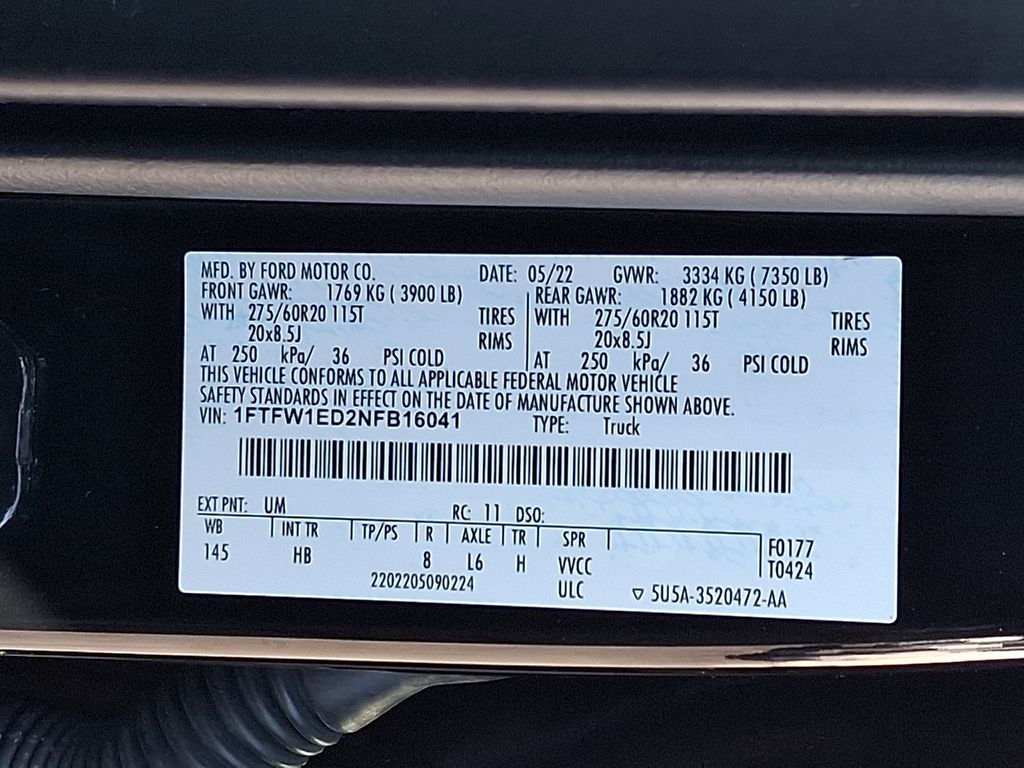 MFD. BY FORD MOTOR CO. DATE: 05/22 GVWR: 3334 KG ( 7350 LB)
FRONT GAWR: 1769 KG ( 3900 LB) REAR GAWR: 1882 KG ( 4150 LB)
WITH 275/60R20 115T TIRES WITH 275/60R20 115T TIRES
20x8.5J RIMS 20x8.5J RIMS
AT 250 kPa/ 36 PSI COLD AT 250 kPa/ 36 PSI COLD
THIS VEHICLE CONFORMS TO ALL APPLICABLE FEDERAL MOTOR VEHICLE
SAFETY STANDARDS IN EFFECT ON THE DATE OF MANUFACTURE SHOWN ABOVE.
VIN: 1FTFW1ED2NFB16041 TYPE: Truck
EXT PNT: UM RC: 11 DSO:
WB INT TR TP/PS R AXLE TR SPR F0177
145 HB 8 L6 H VVCC T0424
2202205090224 ULC ▽ 5U5A-3520472-AA